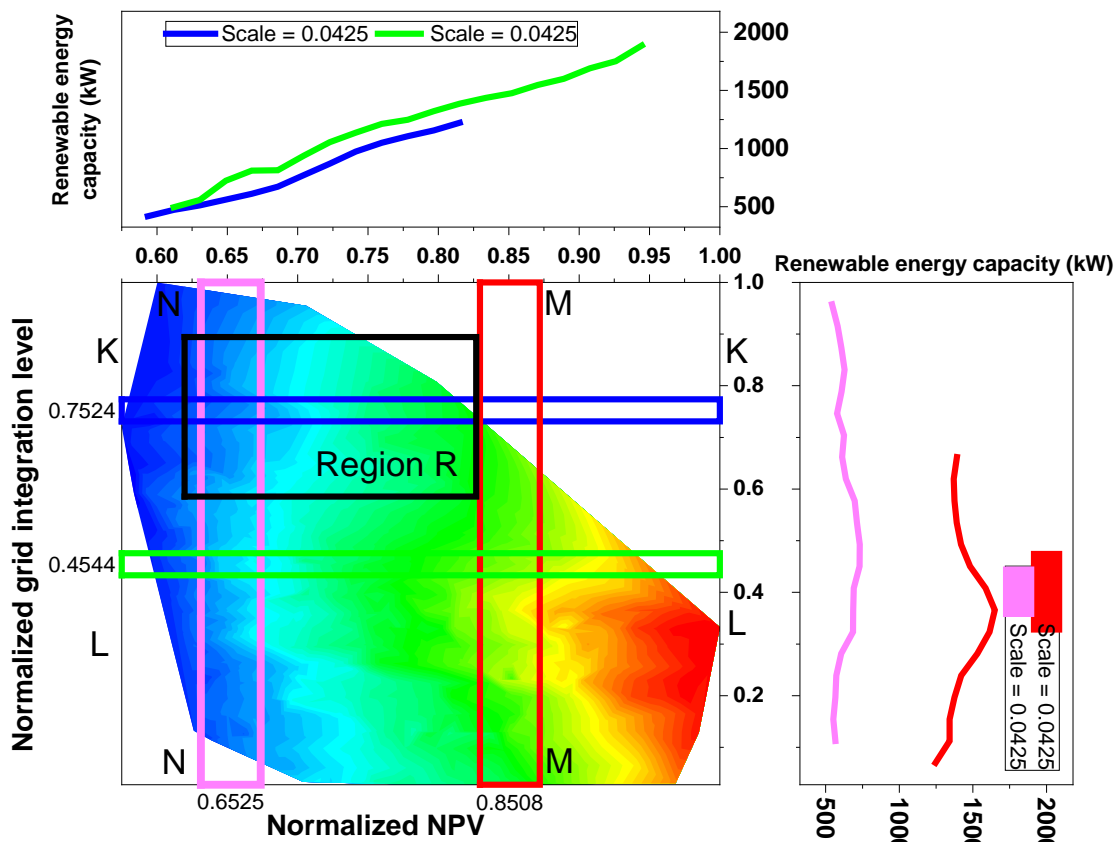 Scale = 0.0425
Scale = 0.0425
Renewable energy
capacity (kW)
2000
1500
1000
500
0.60
0.65
0.70
0.75
0.80
0.85
0.90
0.95
1.00
Renewable energy capacity (kW)
Normalized grid integration level
N
M
K
K
0.7524
Region R
0.4544
L
L
N
M
1.0
0.8
0.6
0.4
0.2
0.6525
0.8508
Normalized NPV
Scale = 0.0425
Scale = 0.0425
500
1000
1500
2000